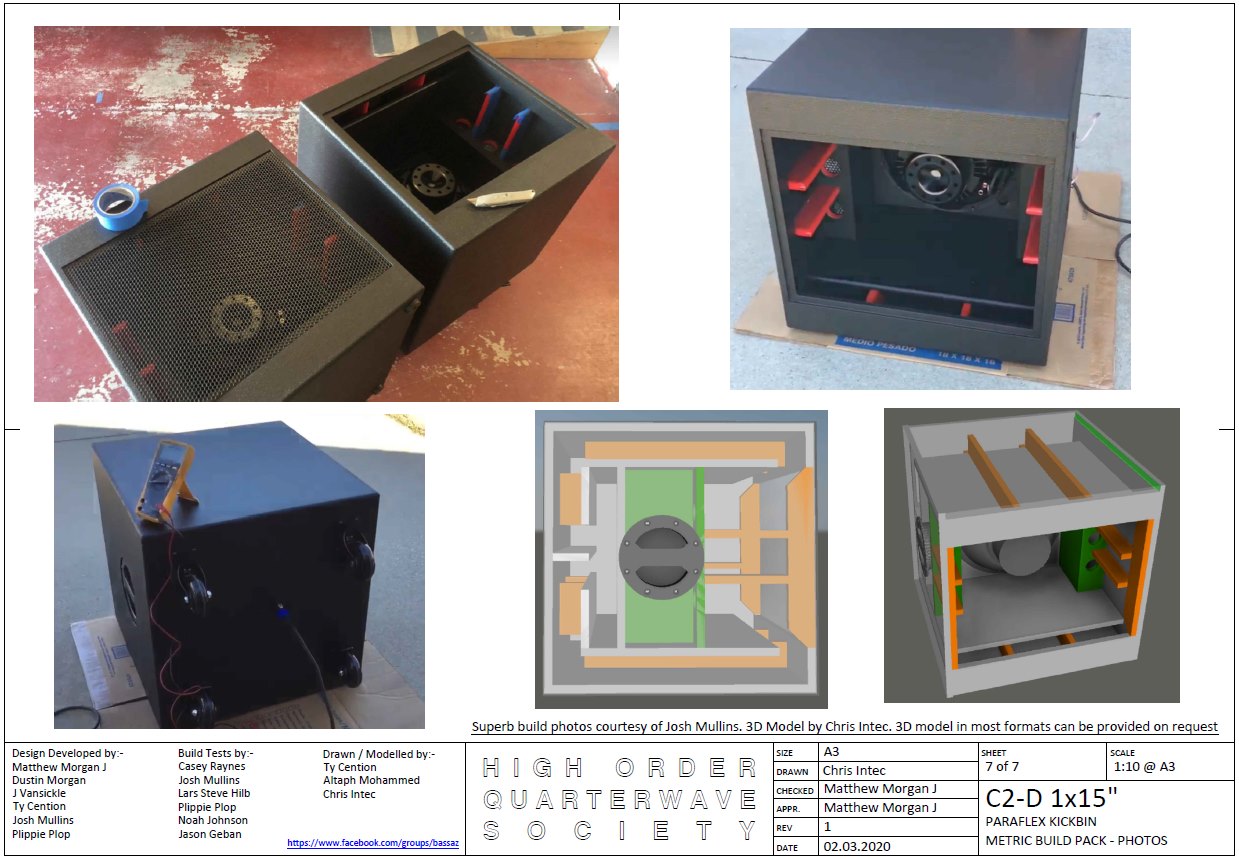 MEDIO PESADO
18 X 18 X 16
Superb build photos courtesy of Josh Mullins. 3D Model by Chris Intec. 3D model in most formats can be provided on request
Design Developed by:-
Matthew Morgan J
Dustin Morgan
J Vansickle
Ty Cention
Josh Mullins
Plippie Plop
Build Tests by:-
Casey Raynes
Josh Mullins
Lars Steve Hilb
Plippie Plop
Noah Johnson
Jason Geban
Drawn / Modelled by:-
Ty Cention
Altaph Mohammed
Chris Intec
https://www.facebook.com/groups/bassaz
HIGH ORDER
QUARTERWAVE
SOCIETY
SIZE A3
DRAWN Chris Intec
CHECKED Matthew Morgan J
APPR. Matthew Morgan J
REV 1
DATE 02.03.2020
SHEET
7 of 7
SCALE
1:10 @ A3
C2-D 1x15"
PARAFLEX KICKBIN
METRIC BUILD PACK - PHOTOS